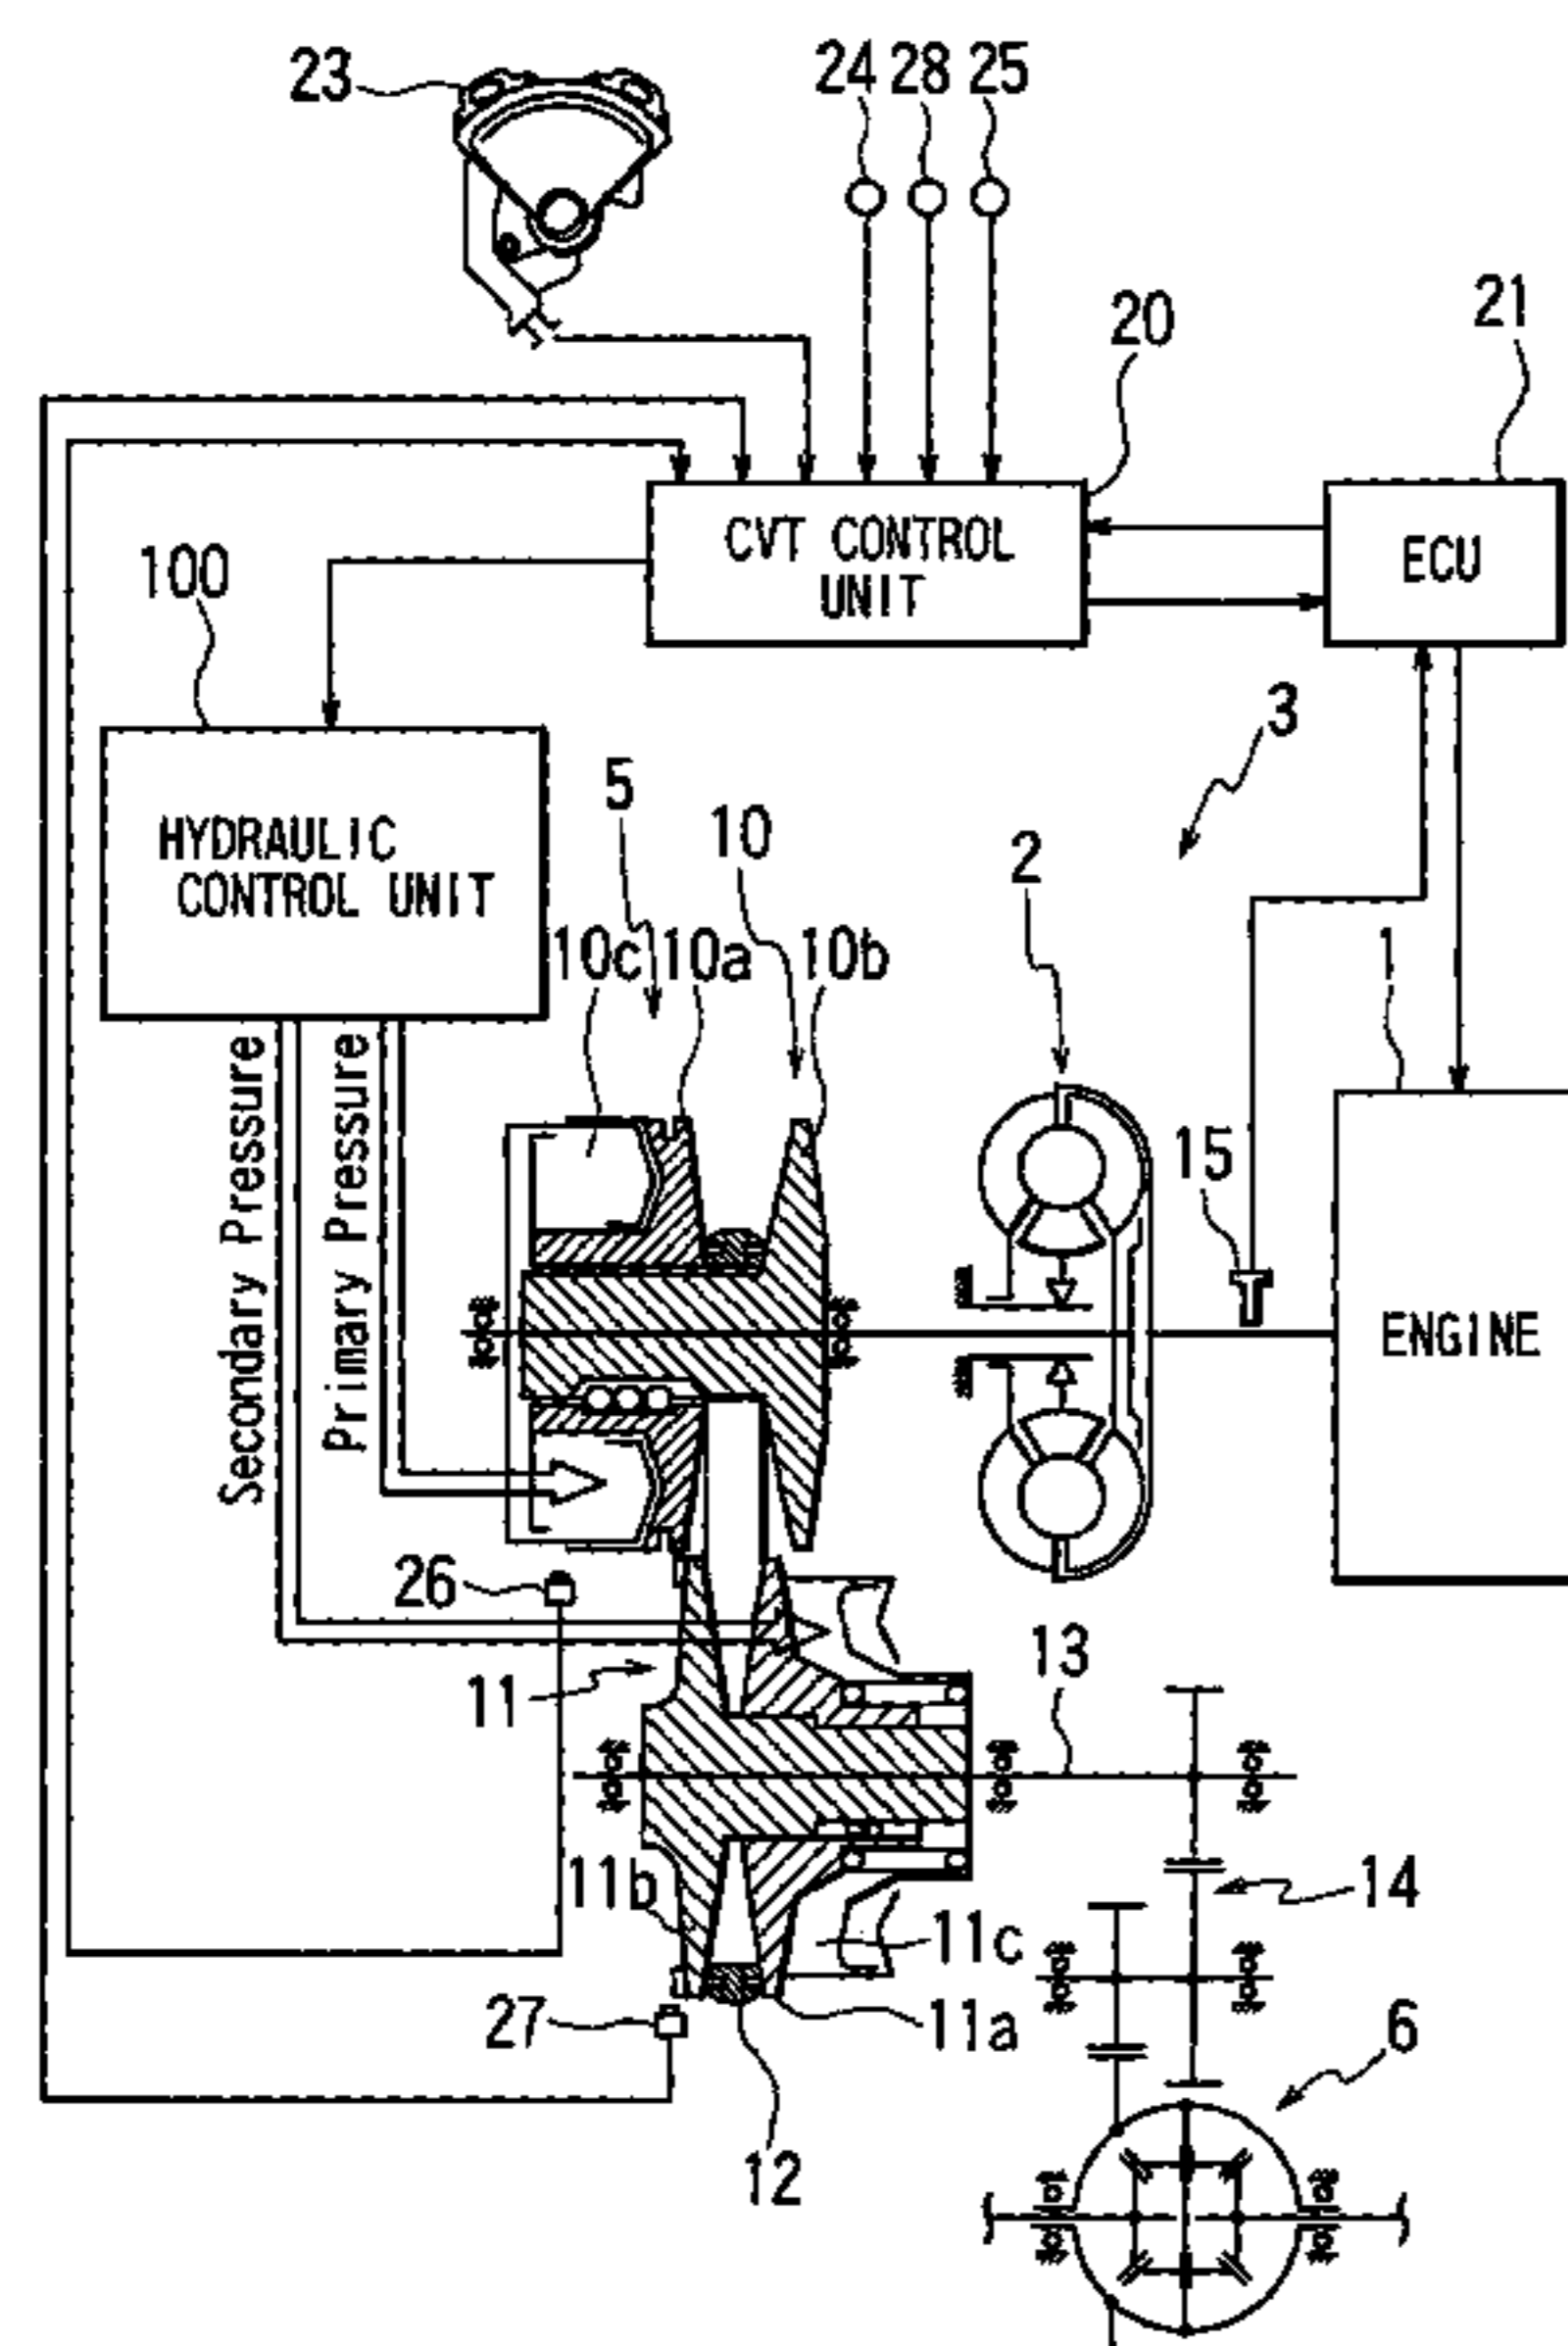 23
24 28 25
20
21
CVT CONTROL
UNIT
ECU
100
3
HYDRAULIC
CONTROL UNIT
5
10
2
10c 10a 10b
1
Secondary Pressure
Primary Pressure
15
ENGINE
26
11
13
11b
14
11c
27
11a
6
12